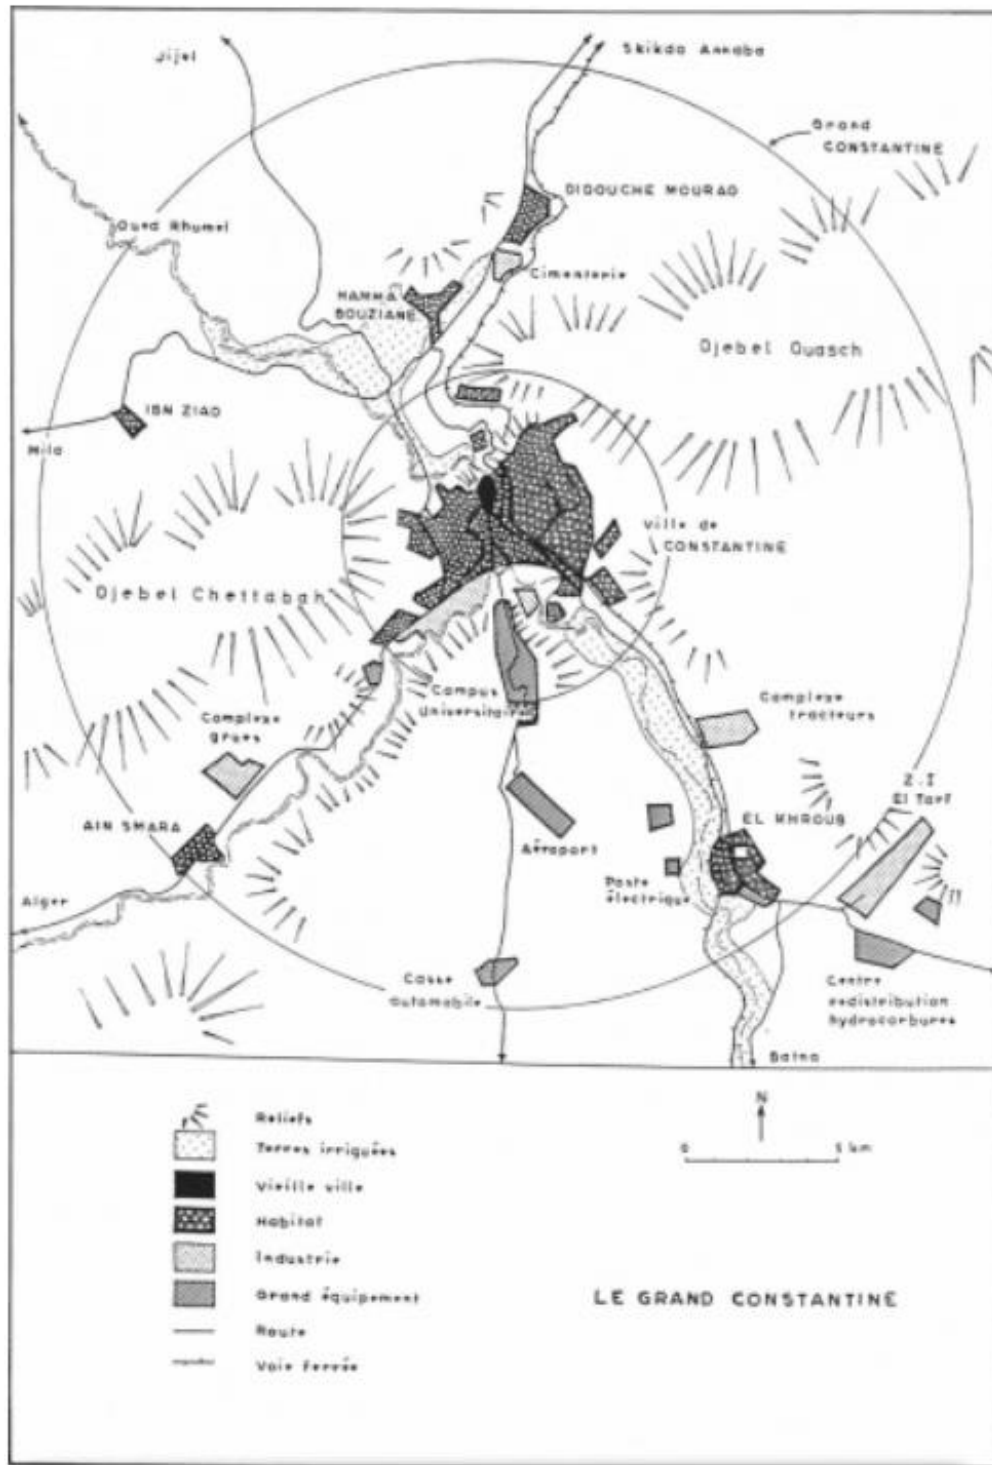 Jijel
Skikda Annaba
Grand
CONSTANTINE
DIDOUCHE MOURAD
Oued Rhumel
Cimenterie
HAMMA
BOUZIANE
Djebel Ouasch
IBN ZIAD
Mila
Ville de
CONSTANTINE
Djebel Chettabah
Campus
Universitaire
Complexe
grues
Complexe
tracteurs
Z.I
El Tarf
AIN SMARA
EL KHROUB
Aéroport
Poste
électrique
Alger
Casse
automobile
Centre
redistribution
hydrocarbures
Batna
Reliefs
Terres irriguées
Vieille ville
Habitat
Industrie
Grand équipement
Route
Voie ferrée
N
0 5 km
LE GRAND CONSTANTINE